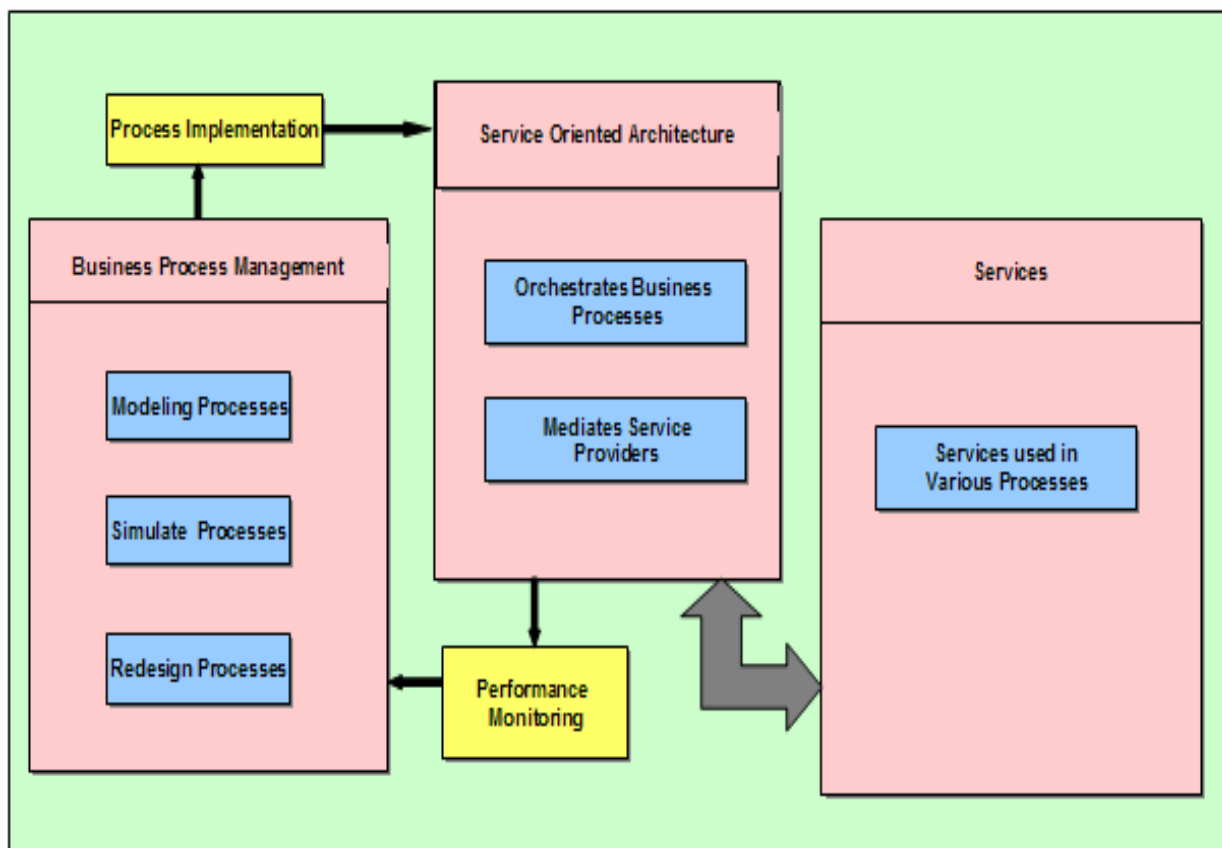 Process Implementation
Service Oriented Architecture
Business Process Management
Services
Orchestrates Business
Processes
Modeling Processes
Mediates Service
Providers
Services used in
Various Processes
Simulate Processes
Redesign Processes
Performance
Monitoring